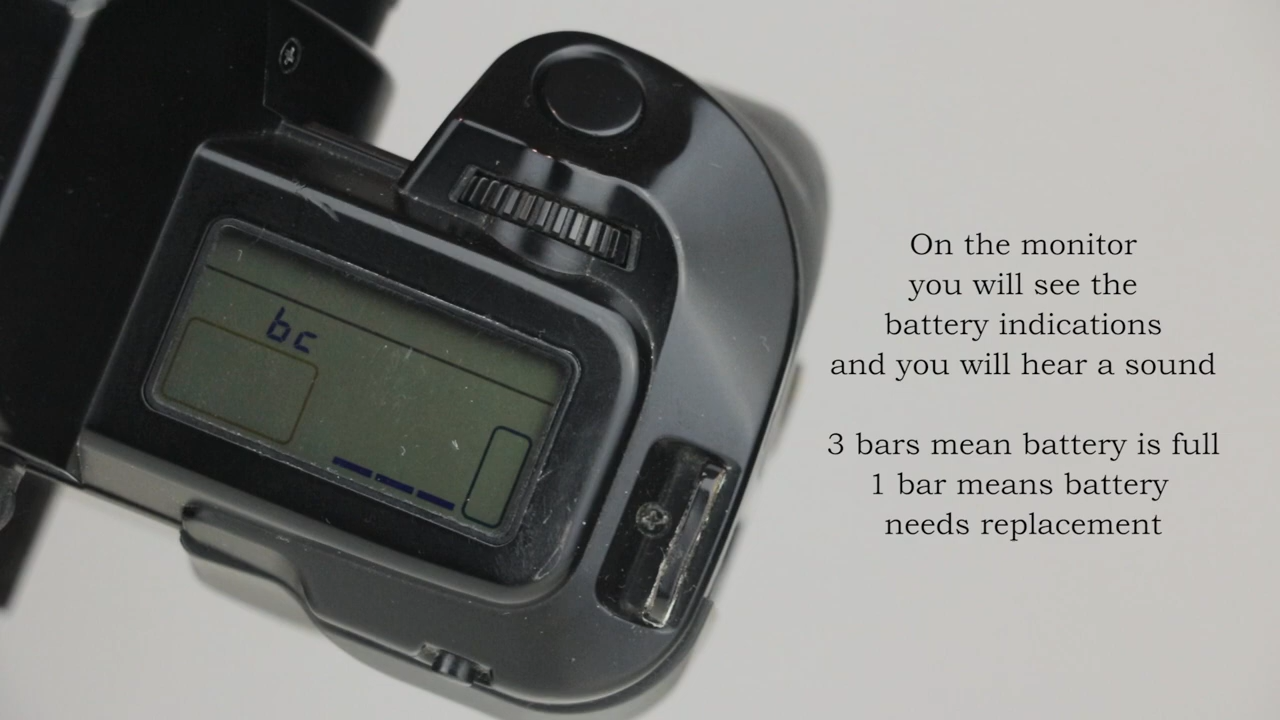 bc
On the monitor
you will see the
battery indications
and you will hear a sound
3 bars mean battery is full
1 bar means battery
needs replacement